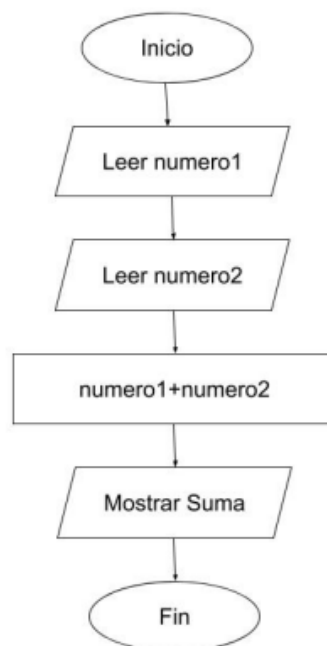 Inicio
Leer numero1
Leer numero2
numero1+numero2
Mostrar Suma
Fin